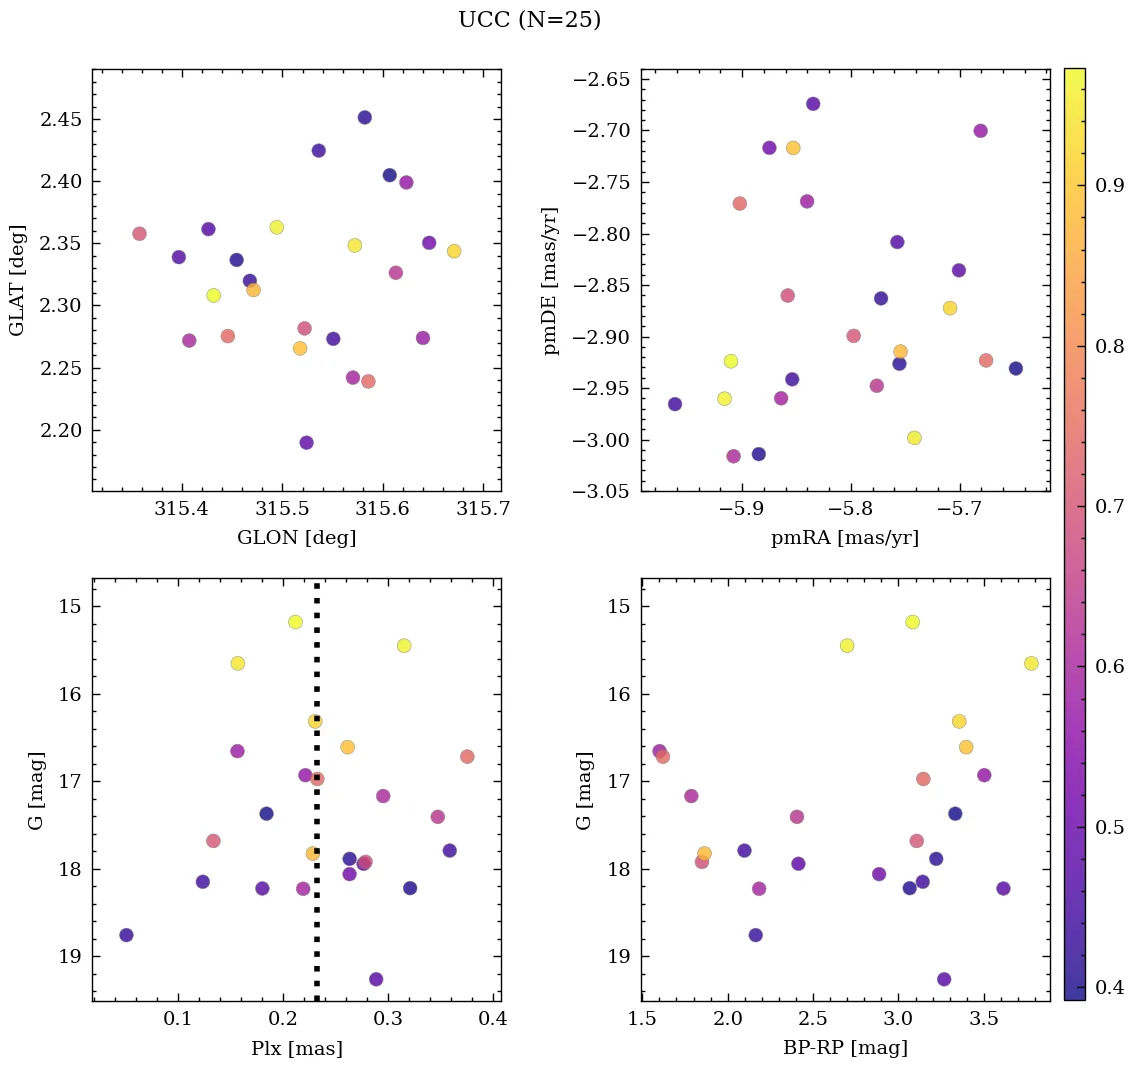 UCC (N=25)
2.45
2.40
2.35
2.30
2.25
2.20
GLAT [deg]
315.4 315.5 315.6 315.7
GLON [deg]
−2.65
−2.70
−2.75
−2.80
−2.85
−2.90
−2.95
−3.00
−3.05
pmDE [mas/yr]
−5.9 −5.8 −5.7
pmRA [mas/yr]
15
16
17
18
19
G [mag]
0.1 0.2 0.3 0.4
Plx [mas]
15
16
17
18
19
G [mag]
1.5 2.0 2.5 3.0 3.5
BP-RP [mag]
0.9
0.8
0.7
0.6
0.5
0.4